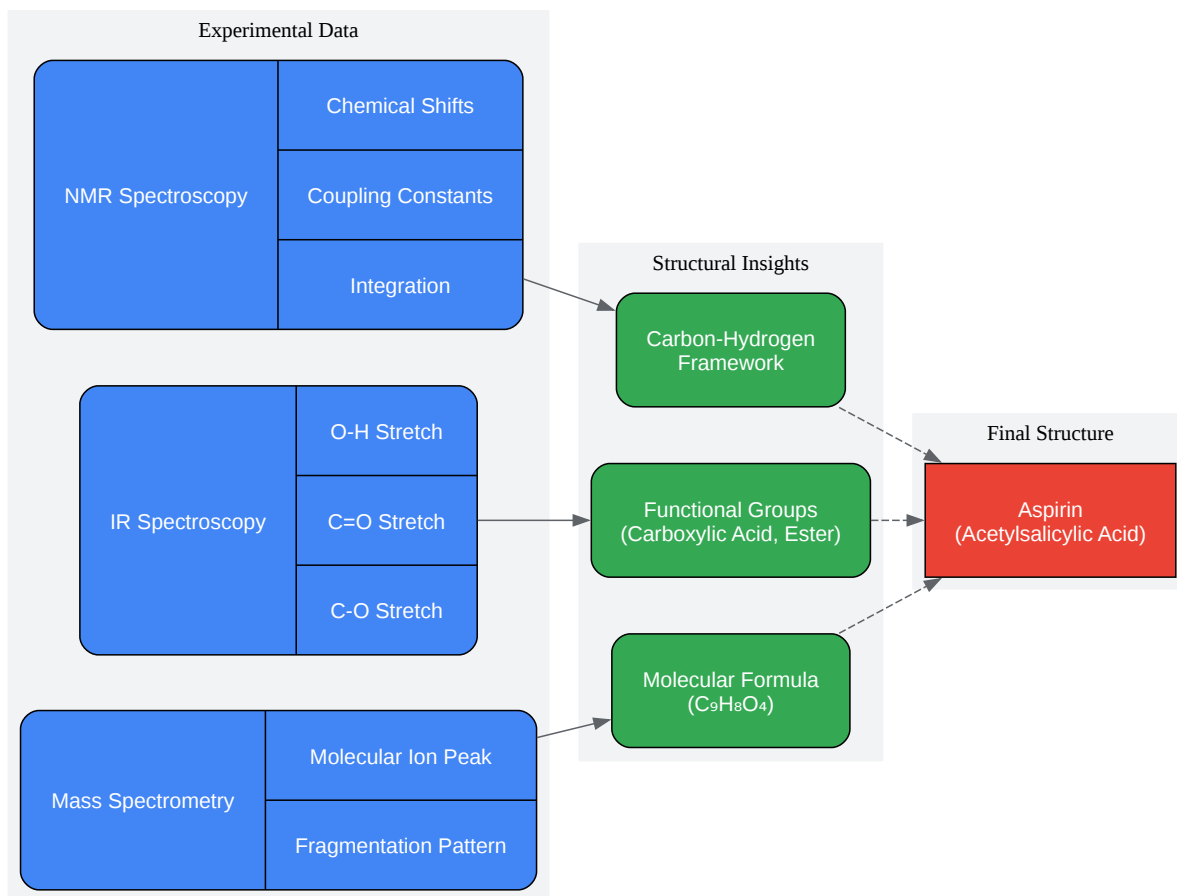 Experimental Data
NMR Spectroscopy
Chemical Shifts
Coupling Constants
Integration
IR Spectroscopy
O-H Stretch
C=O Stretch
C-O Stretch
Mass Spectrometry
Molecular Ion Peak
Fragmentation Pattern
Structural Insights
Carbon-Hydrogen
Framework
Functional Groups
(Carboxylic Acid, Ester)
Molecular Formula
(C₉H₈O₄)
Final Structure
Aspirin
(Acetylsalicylic Acid)